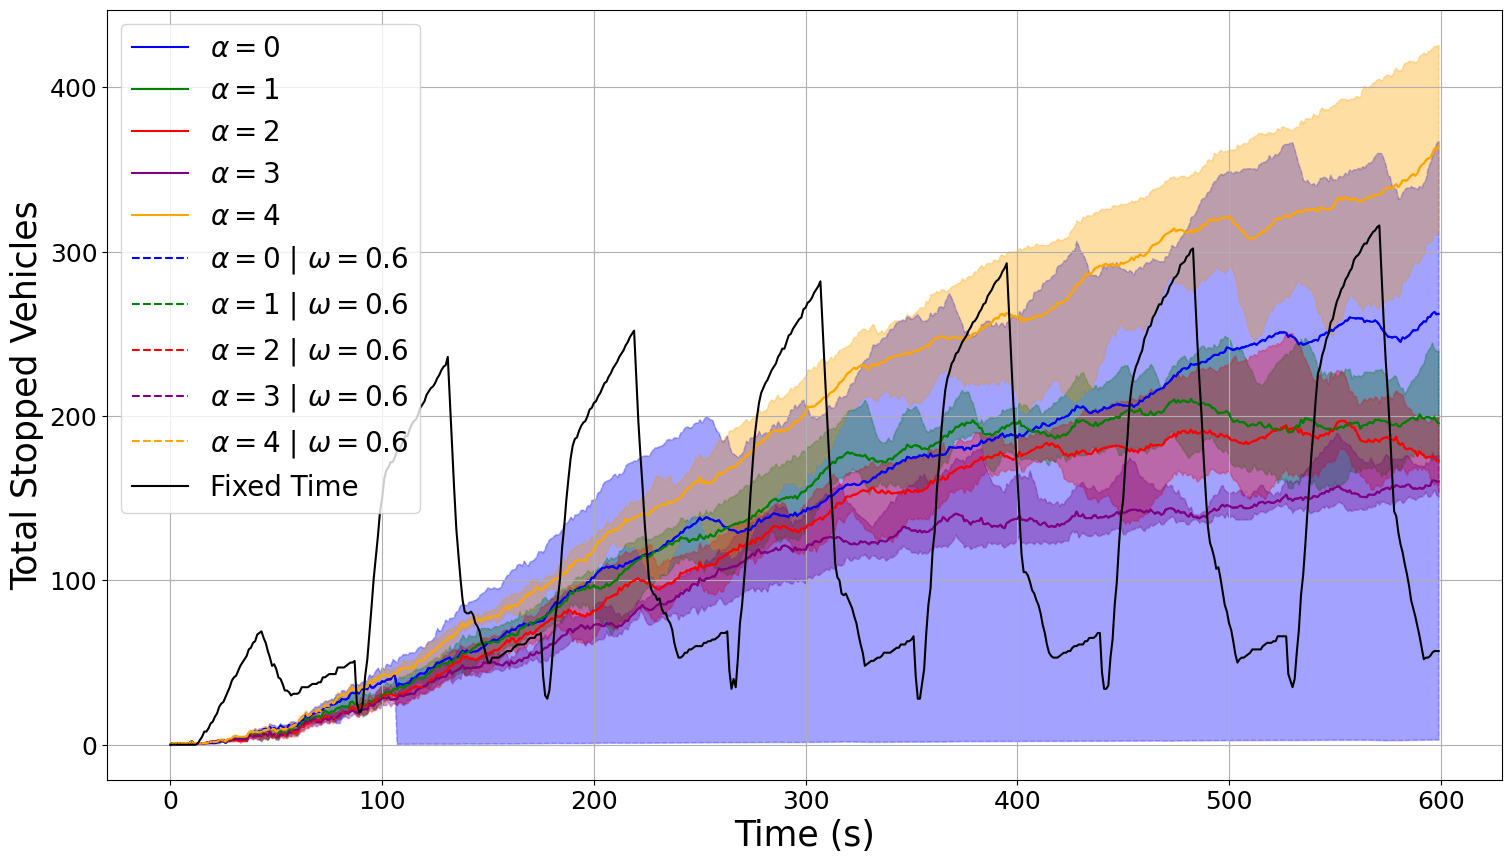 Total Stopped Vehicles
400
300
200
100
0
α = 0
α = 1
α = 2
α = 3
α = 4
α = 0 | ω = 0.6
α = 1 | ω = 0.6
α = 2 | ω = 0.6
α = 3 | ω = 0.6
α = 4 | ω = 0.6
Fixed Time
0 100 200 300 400 500 600
Time (s)